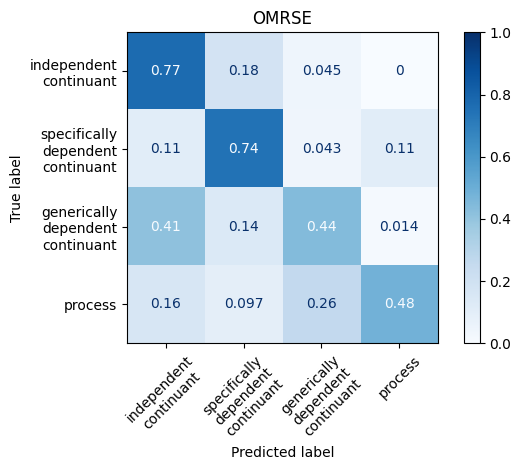 OMRSE
True label
independent
continuant
0.77
0.18
0.045
0
specifically
dependent
continuant
0.11
0.74
0.043
0.11
generically
dependent
continuant
0.41
0.14
0.44
0.014
process
0.16
0.097
0.26
0.48
independent
continuant
specifically
dependent
continuant
generically
dependent
continuant
process
Predicted label
1.0
0.8
0.6
0.4
0.2
0.0